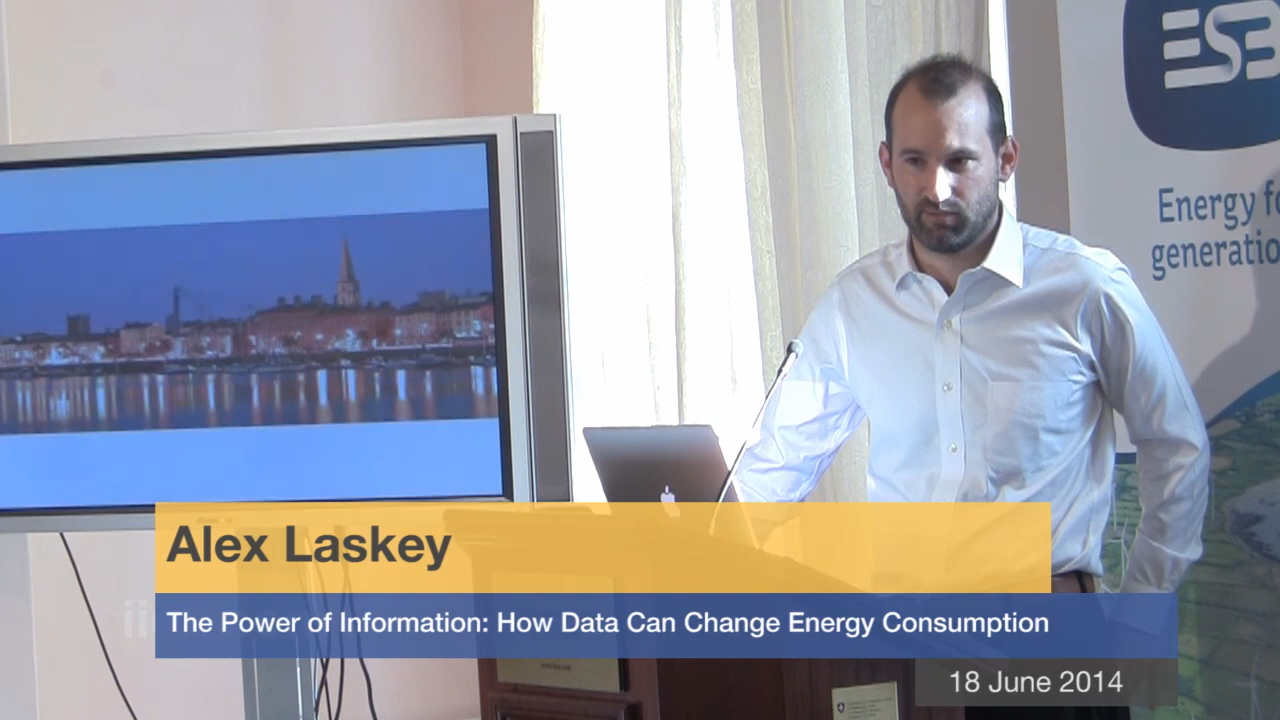 ESB
Energy fo
generatio
Alex Laskey
The Power of Information: How Data Can Change Energy Consumption
18 June 2014